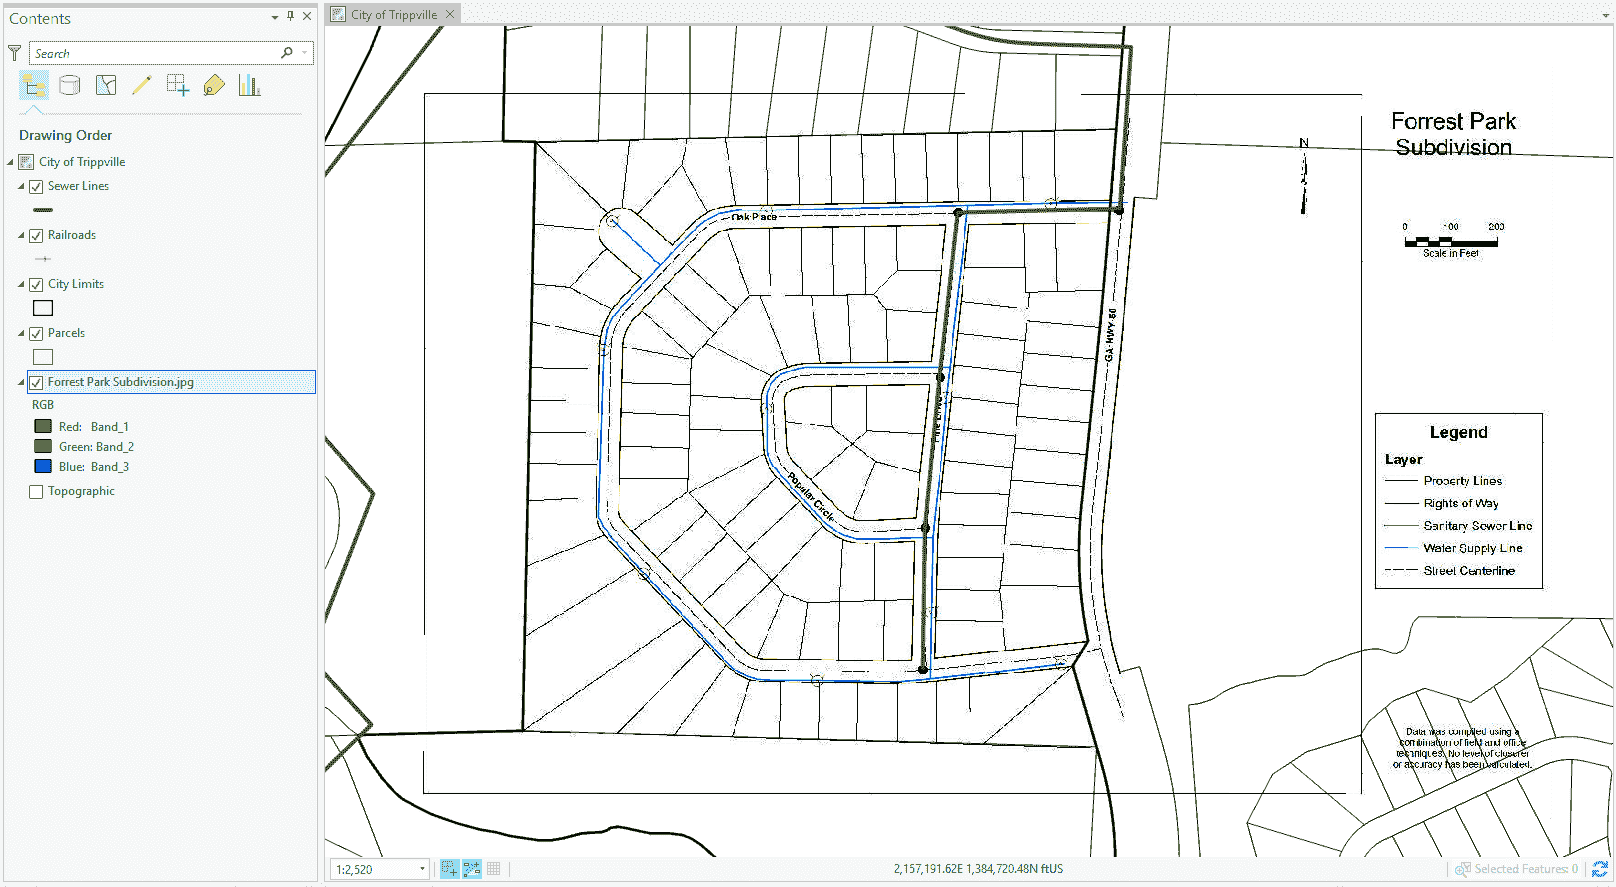 Contents
City of Trippville
Search
Drawing Order
City of Trippville
Sewer Lines
Railroads
City Limits
Parcels
Forrest Park Subdivision.jpg
RGB
Red: Band_1
Green: Band_2
Blue: Band_3
Topographic
Forrest Park
Subdivision
N
0 100 200
Scale in Feet
Oak Place
GA-HWY-60
Popular Circle
Legend
Layer
Property Lines
Rights of Way
Sanitary Sewer Line
Water Supply Line
Street Centerline
Data was compiled using a
combination of field and office
techniques. No level of closurer
or accuracy has been calculated.
1:2,520
2,157,191.62E 1,384,720.48N ftUS
Selected Features: 0